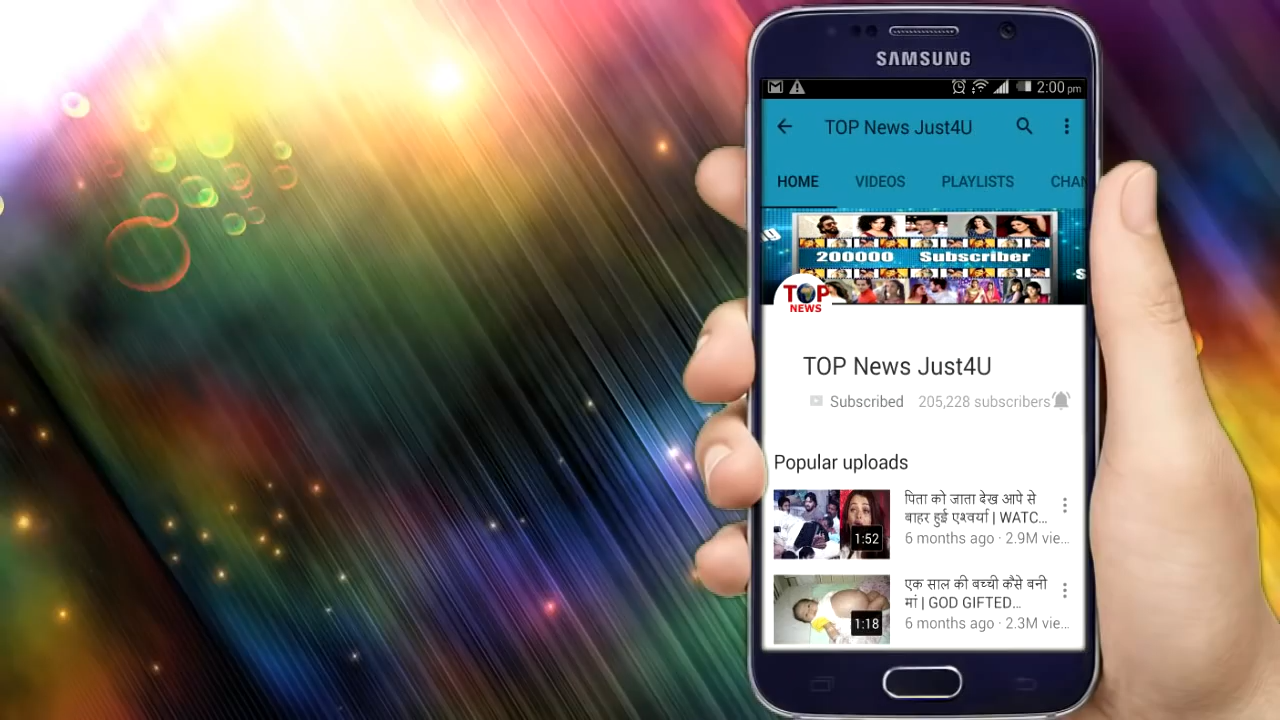 SAMSUNG
2:00 pm
TOP News Just4U
HOME VIDEOS PLAYLISTS CHAN
200000 Subscriber
TOP
NEWS
TOP News Just4U
Subscribed 205,228 subscribers
Popular uploads
पिता को जाता देख आपे से
बाहर हुई एश्वर्या | WATC...
1:52
6 months ago · 2.9M vie...
एक साल की बच्ची कैसे बनी
मां | GOD GIFTED...
1:18
6 months ago · 2.3M vie...